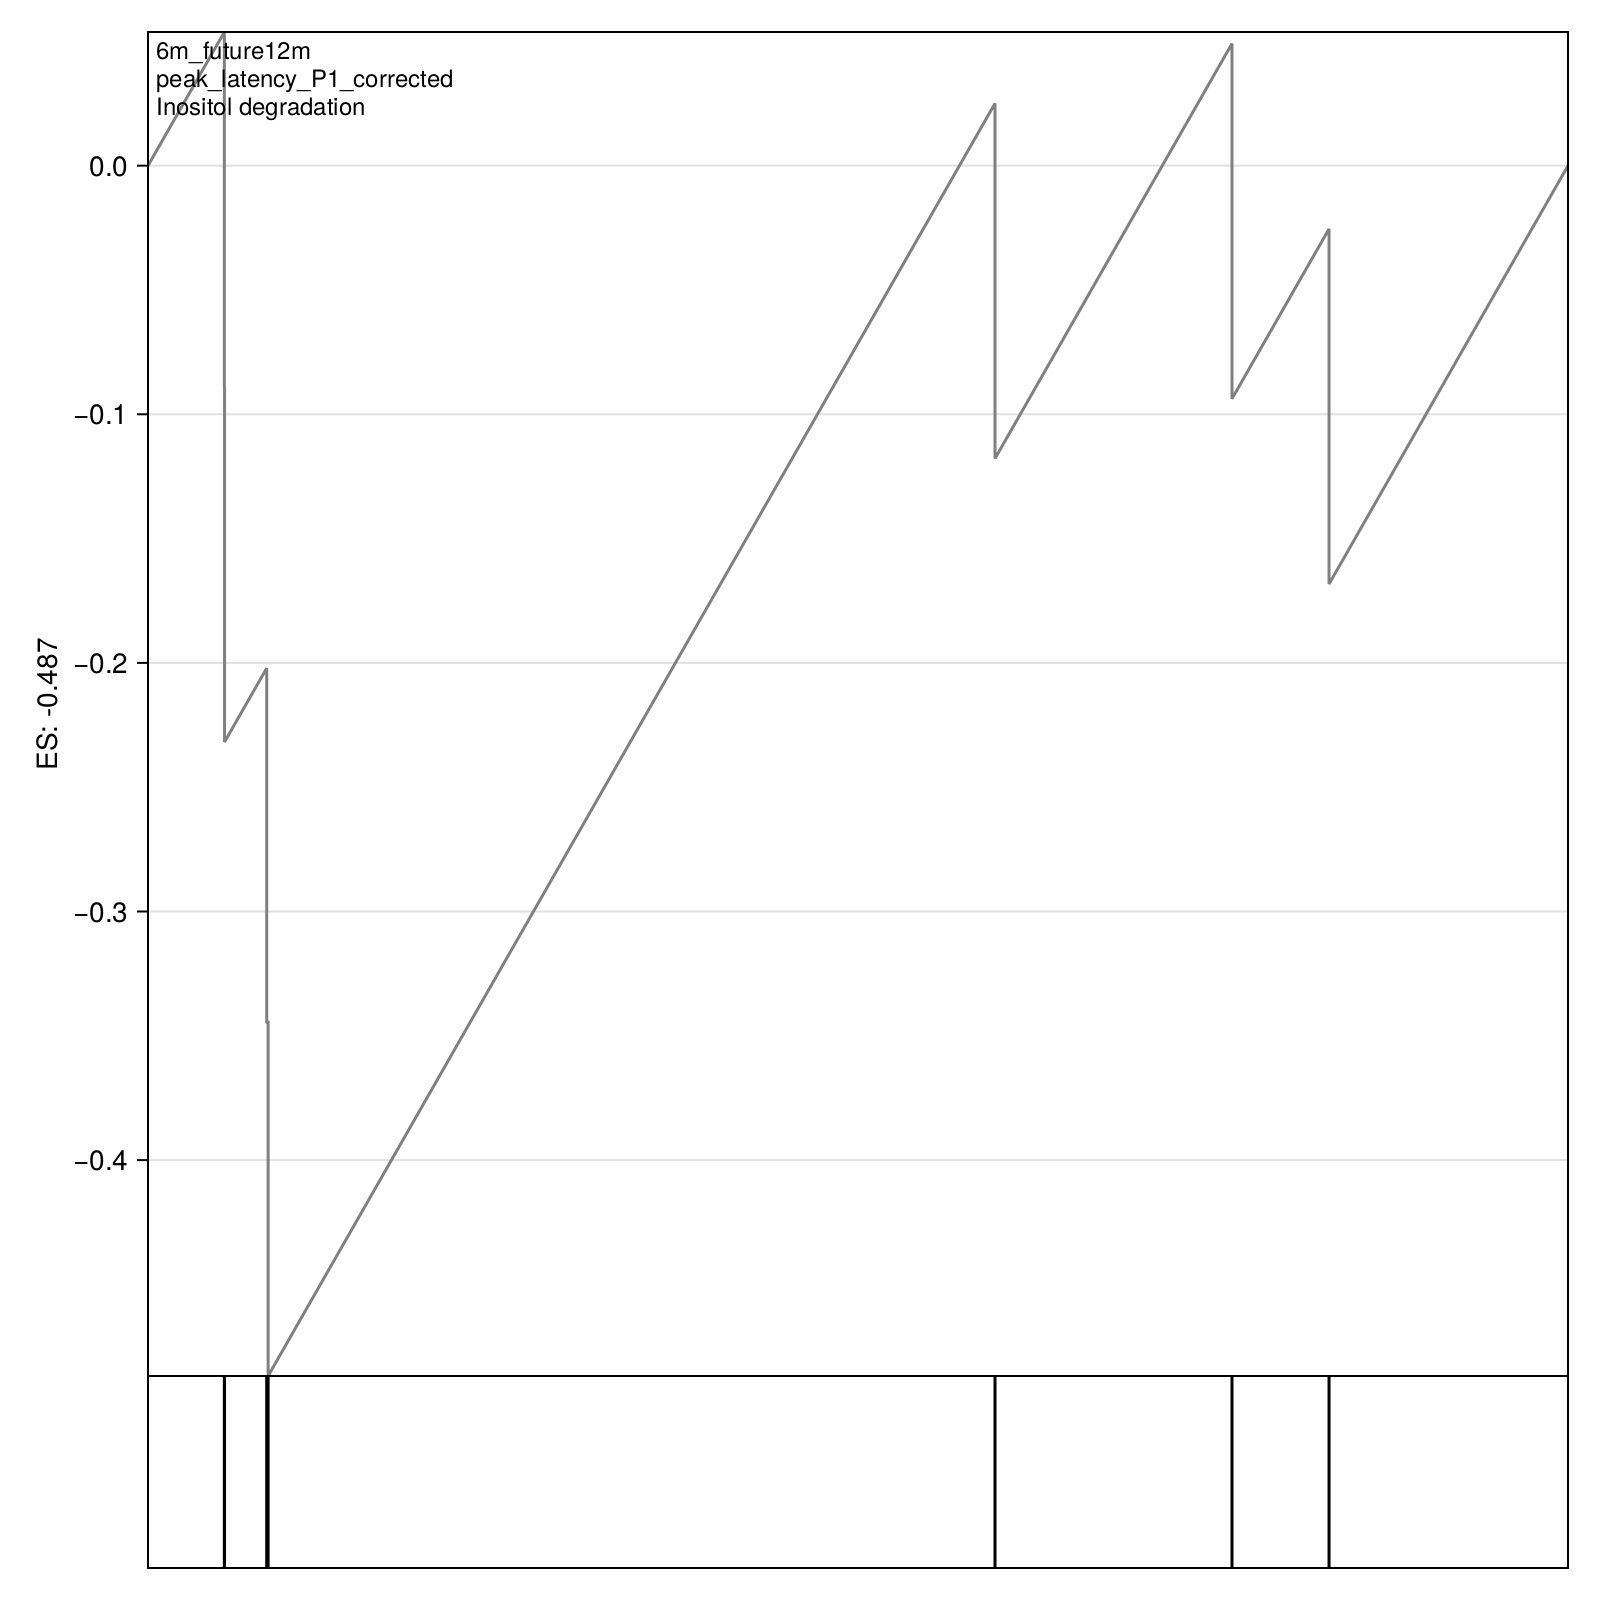 6m_future12m
peak_latency_P1_corrected
Inositol degradation
0.0
−0.1
−0.2
−0.3
−0.4
ES: -0.487